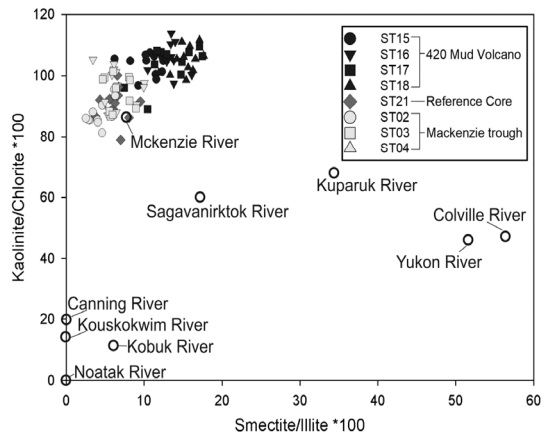 120
100
80
60
40
20
0
Kaolinite/Chlorite *100
ST15
ST16
ST17
ST18
420 Mud Volcano
ST21
Reference Core
ST02
ST03
ST04
Mackenzie trough
Mckenzie River
Kuparuk River
Sagavanirktok River
Colville River
Yukon River
Canning River
Kouskokwim River
Kobuk River
Noatak River
0 10 20 30 40 50 60
Smectite/Illite *100